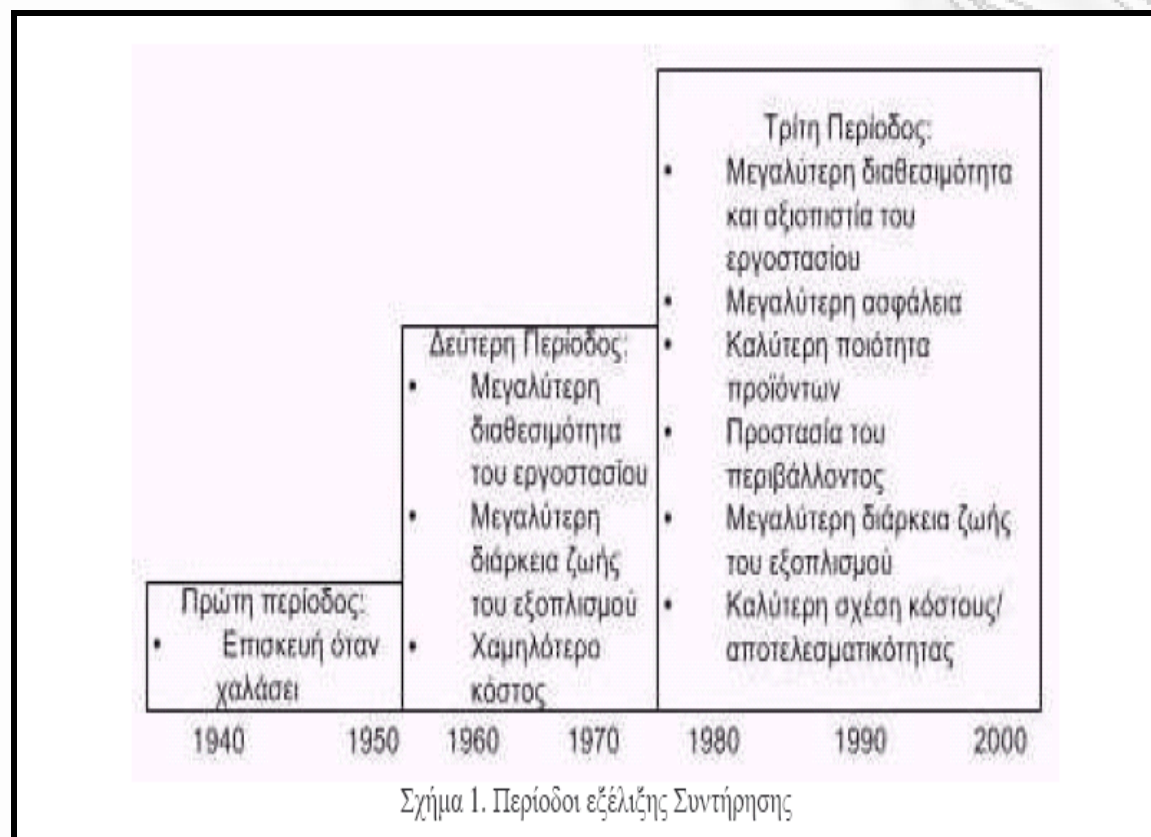 Πρώτη περίοδος:
• Επισκευή όταν
χαλάσει
Δεύτερη Περίοδος:
• Μεγαλύτερη
διαθεσιμότητα
του εργοστασίου
• Μεγαλύτερη
διάρκεια ζωής
του εξοπλισμού
• Χαμηλότερο
κόστος
Τρίτη Περίοδος:
• Μεγαλύτερη διαθεσιμότητα
και αξιοπιστία του
εργοστασίου
• Μεγαλύτερη ασφάλεια
• Καλύτερη ποιότητα
προϊόντων
• Προστασία του
περιβάλλοντος
• Μεγαλύτερη διάρκεια ζωής
του εξοπλισμού
• Καλύτερη σχέση κόστους/
αποτελεσματικότητας
1940 1950 1960 1970 1980 1990 2000
Σχήμα 1. Περίοδοι εξέλιξης Συντήρησης